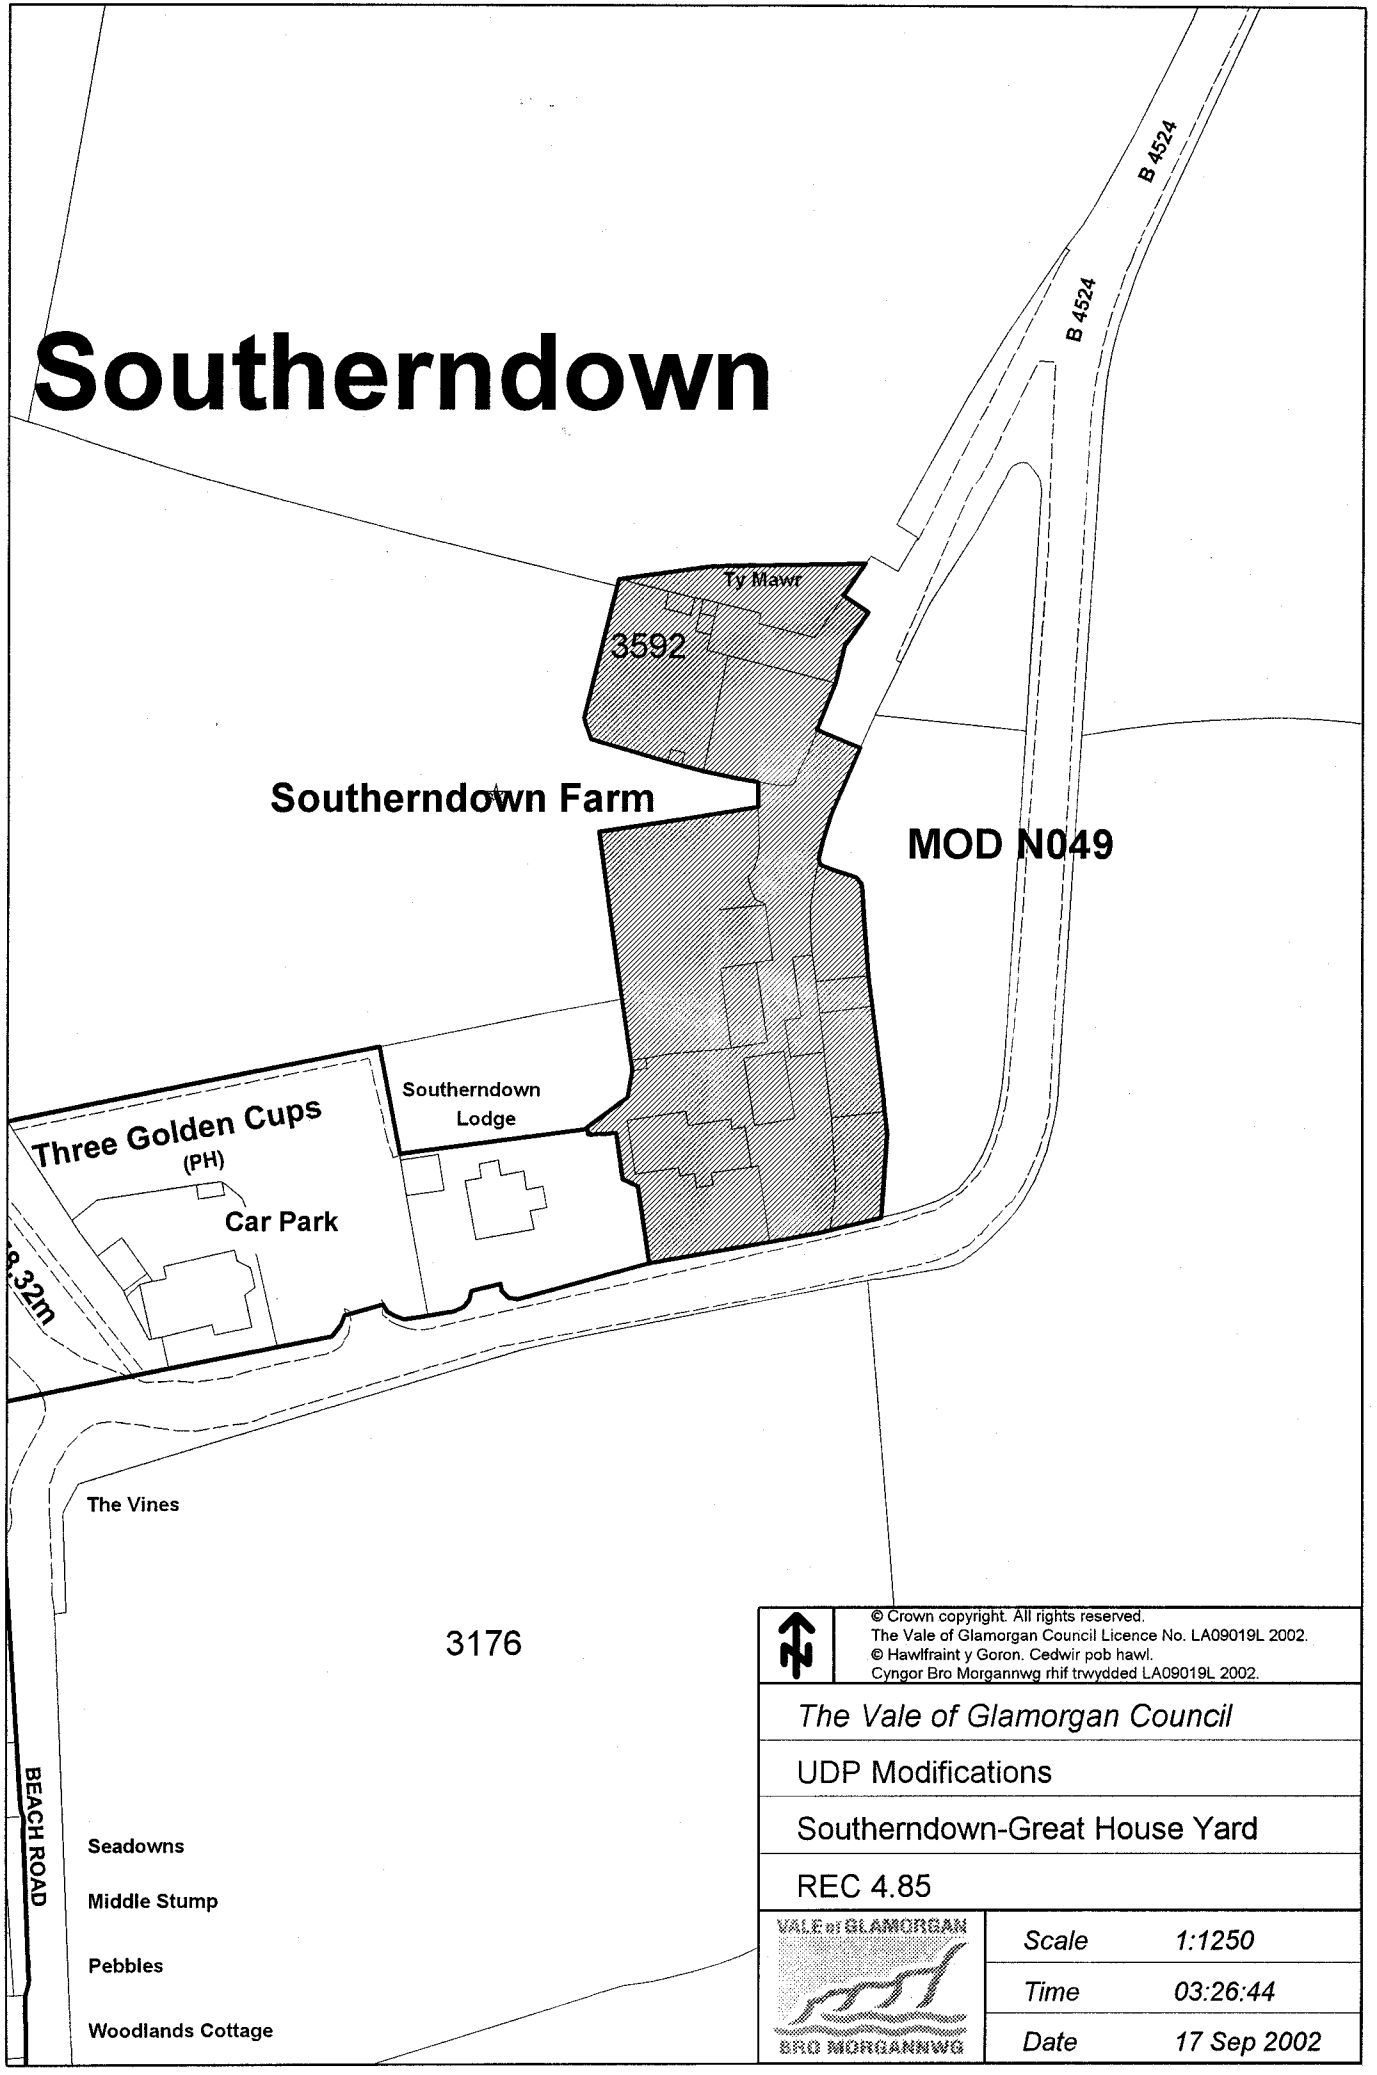 B 4524
B 4524
Southerndown
Ty Mawr
3592
Southerndown Farm
MOD N049
Southerndown
Lodge
Three Golden Cups
(PH)
Car Park
The Vines
3176
BEACH ROAD
Seadowns
Middle Stump
Pebbles
Woodlands Cottage
N
© Crown copyright. All rights reserved.
The Vale of Glamorgan Council Licence No. LA09019L 2002.
© Hawlfraint y Goron. Cedwir pob hawl.
Cyngor Bro Morgannwg rhif trwydded LA09019L 2002.
The Vale of Glamorgan Council
UDP Modifications
Southerndown-Great House Yard
REC 4.85
VALE of GLAMORGAN
BRO MORGANNWG
Scale 1:1250
Time 03:26:44
Date 17 Sep 2002